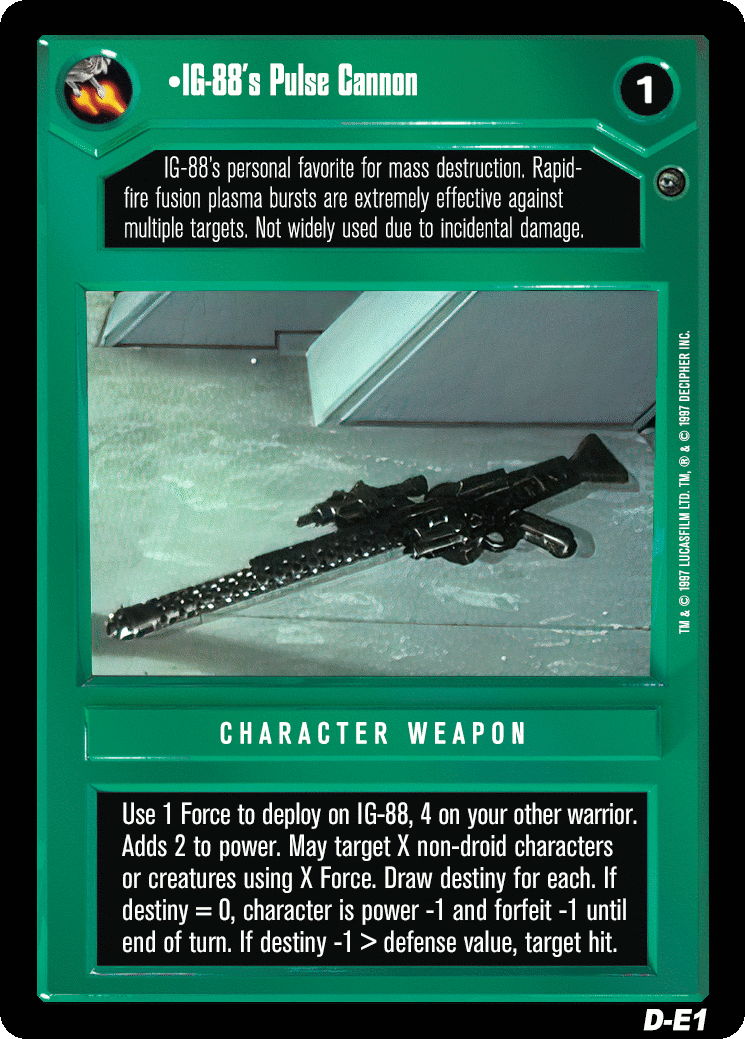 •IG-88's Pulse Cannon
1
IG-88's personal favorite for mass destruction. Rapid-
fire fusion plasma bursts are extremely effective against
multiple targets. Not widely used due to incidental damage.
TM & © 1997 LUCASFILM LTD. TM, ® & © 1997 DECIPHER INC.
CHARACTER WEAPON
Use 1 Force to deploy on IG-88, 4 on your other warrior.
Adds 2 to power. May target X non-droid characters
or creatures using X Force. Draw destiny for each. If
destiny = 0, character is power -1 and forfeit -1 until
end of turn. If destiny -1 > defense value, target hit.
D-E1